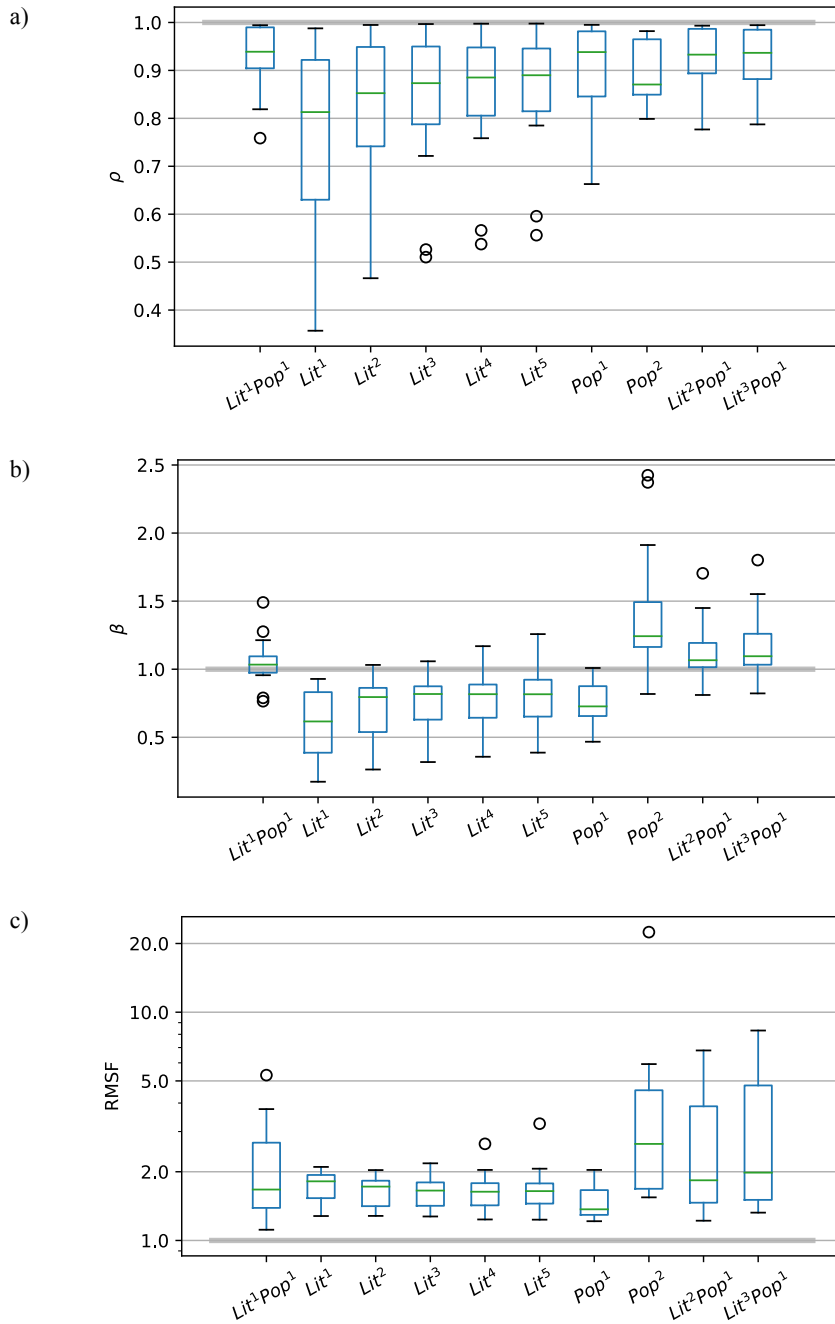 a)
1.0
0.9
0.8
0.7
0.6
0.5
0.4
ρ
Lit¹Pop¹ Lit¹ Lit² Lit³ Lit⁴ Lit⁵ Pop¹ Pop² Lit²Pop¹ Lit³Pop¹
b)
2.5
2.0
1.5
1.0
0.5
β
Lit¹Pop¹ Lit¹ Lit² Lit³ Lit⁴ Lit⁵ Pop¹ Pop² Lit²Pop¹ Lit³Pop¹
c)
20.0
10.0
5.0
2.0
1.0
RMSF
Lit¹Pop¹ Lit¹ Lit² Lit³ Lit⁴ Lit⁵ Pop¹ Pop² Lit²Pop¹ Lit³Pop¹